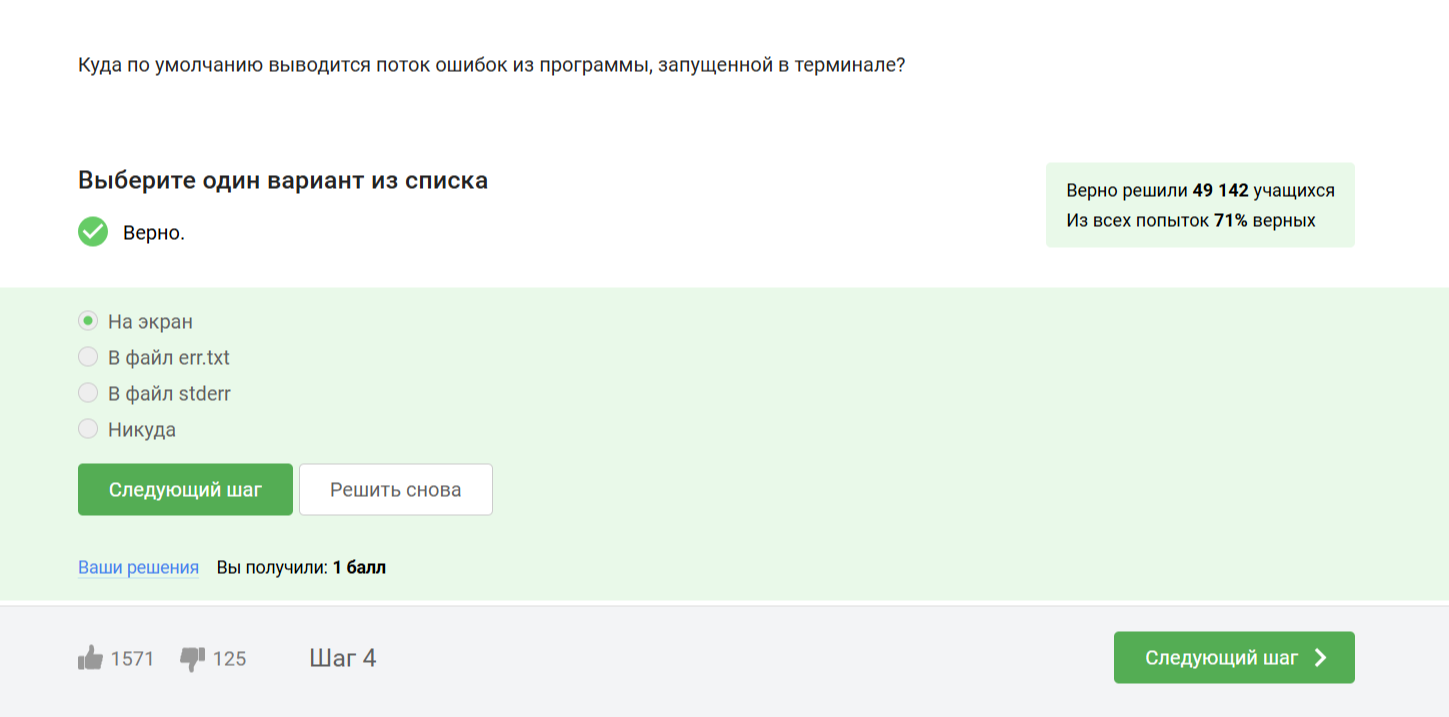 Куда по умолчанию выводится поток ошибок из программы, запущенной в терминале?
Выберите один вариант из списка
Верно.
Верно решили 49 142 учащихся
Из всех попыток 71% верных
На экран
В файл err.txt
В файл stderr
Никуда
Следующий шаг
Решить снова
Ваши решения
Вы получили: 1 балл
1571
125
Шаг 4
Следующий шаг